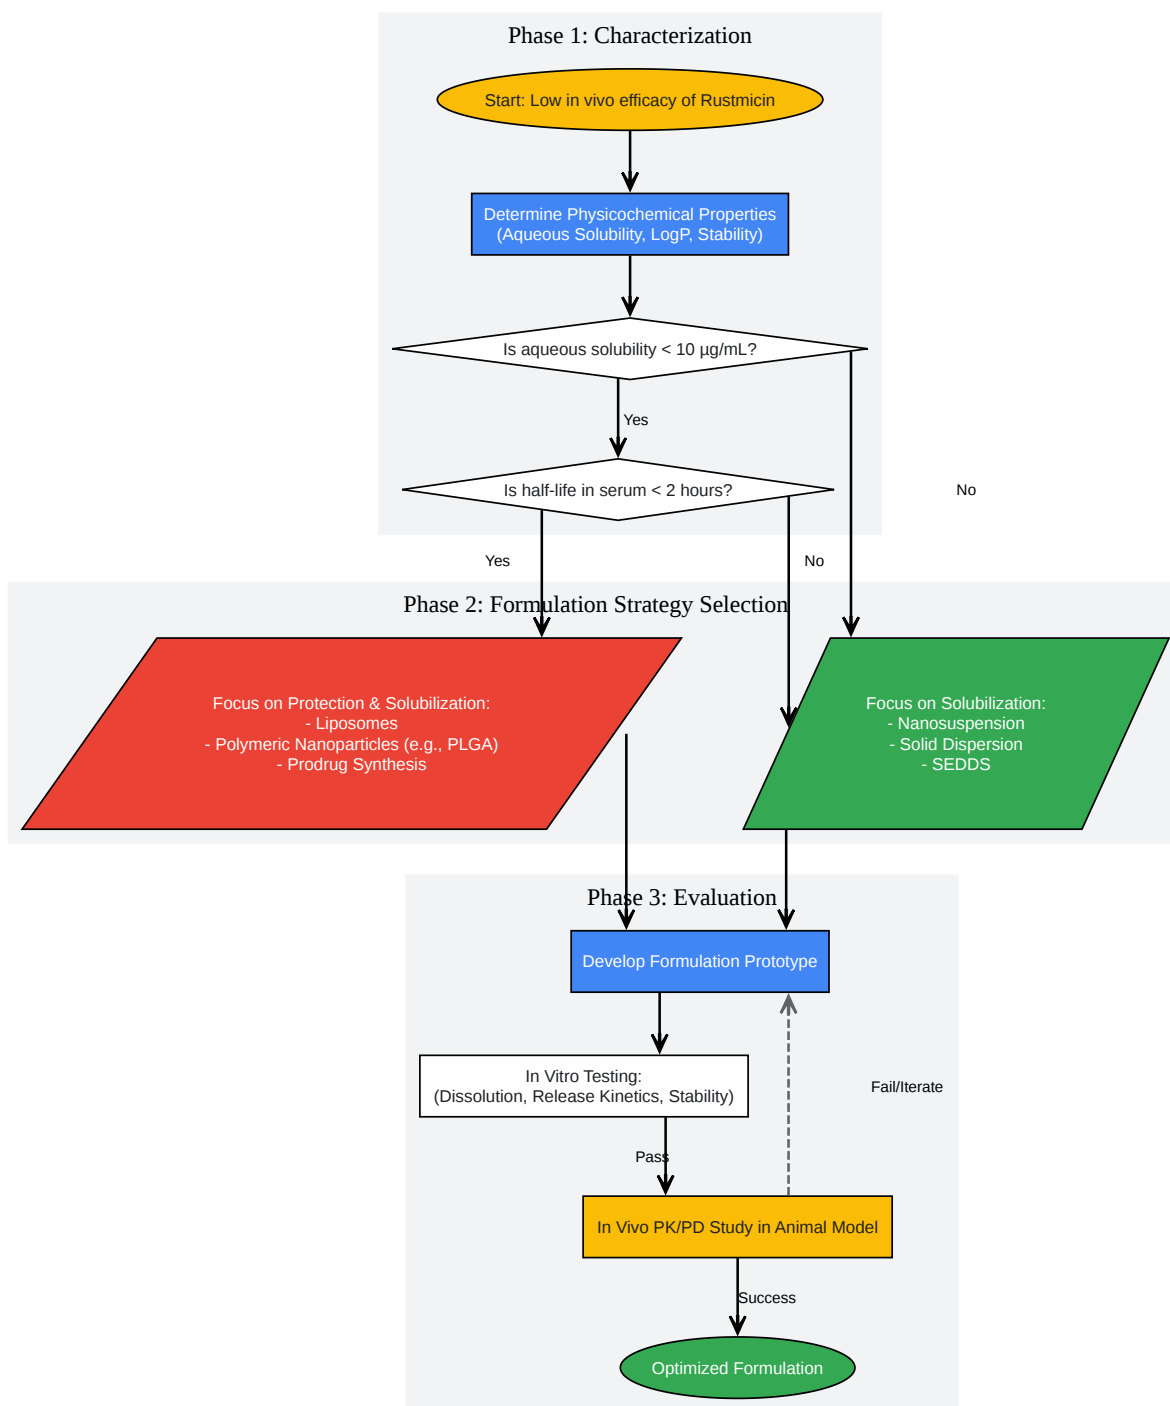 Phase 1: Characterization
Start: Low in vivo efficacy of Rustmicin
Determine Physicochemical Properties
(Aqueous Solubility, LogP, Stability)
Is aqueous solubility < 10 µg/mL?
Yes
Is half-life in serum < 2 hours?
No
Yes
No
Phase 2: Formulation Strategy Selection
Focus on Protection & Solubilization:
- Liposomes
- Polymeric Nanoparticles (e.g., PLGA)
- Prodrug Synthesis
Focus on Solubilization:
- Nanosuspension
- Solid Dispersion
- SEDDS
Phase 3: Evaluation
Develop Formulation Prototype
In Vitro Testing:
(Dissolution, Release Kinetics, Stability)
Fail/Iterate
Pass
In Vivo PK/PD Study in Animal Model
Success
Optimized Formulation